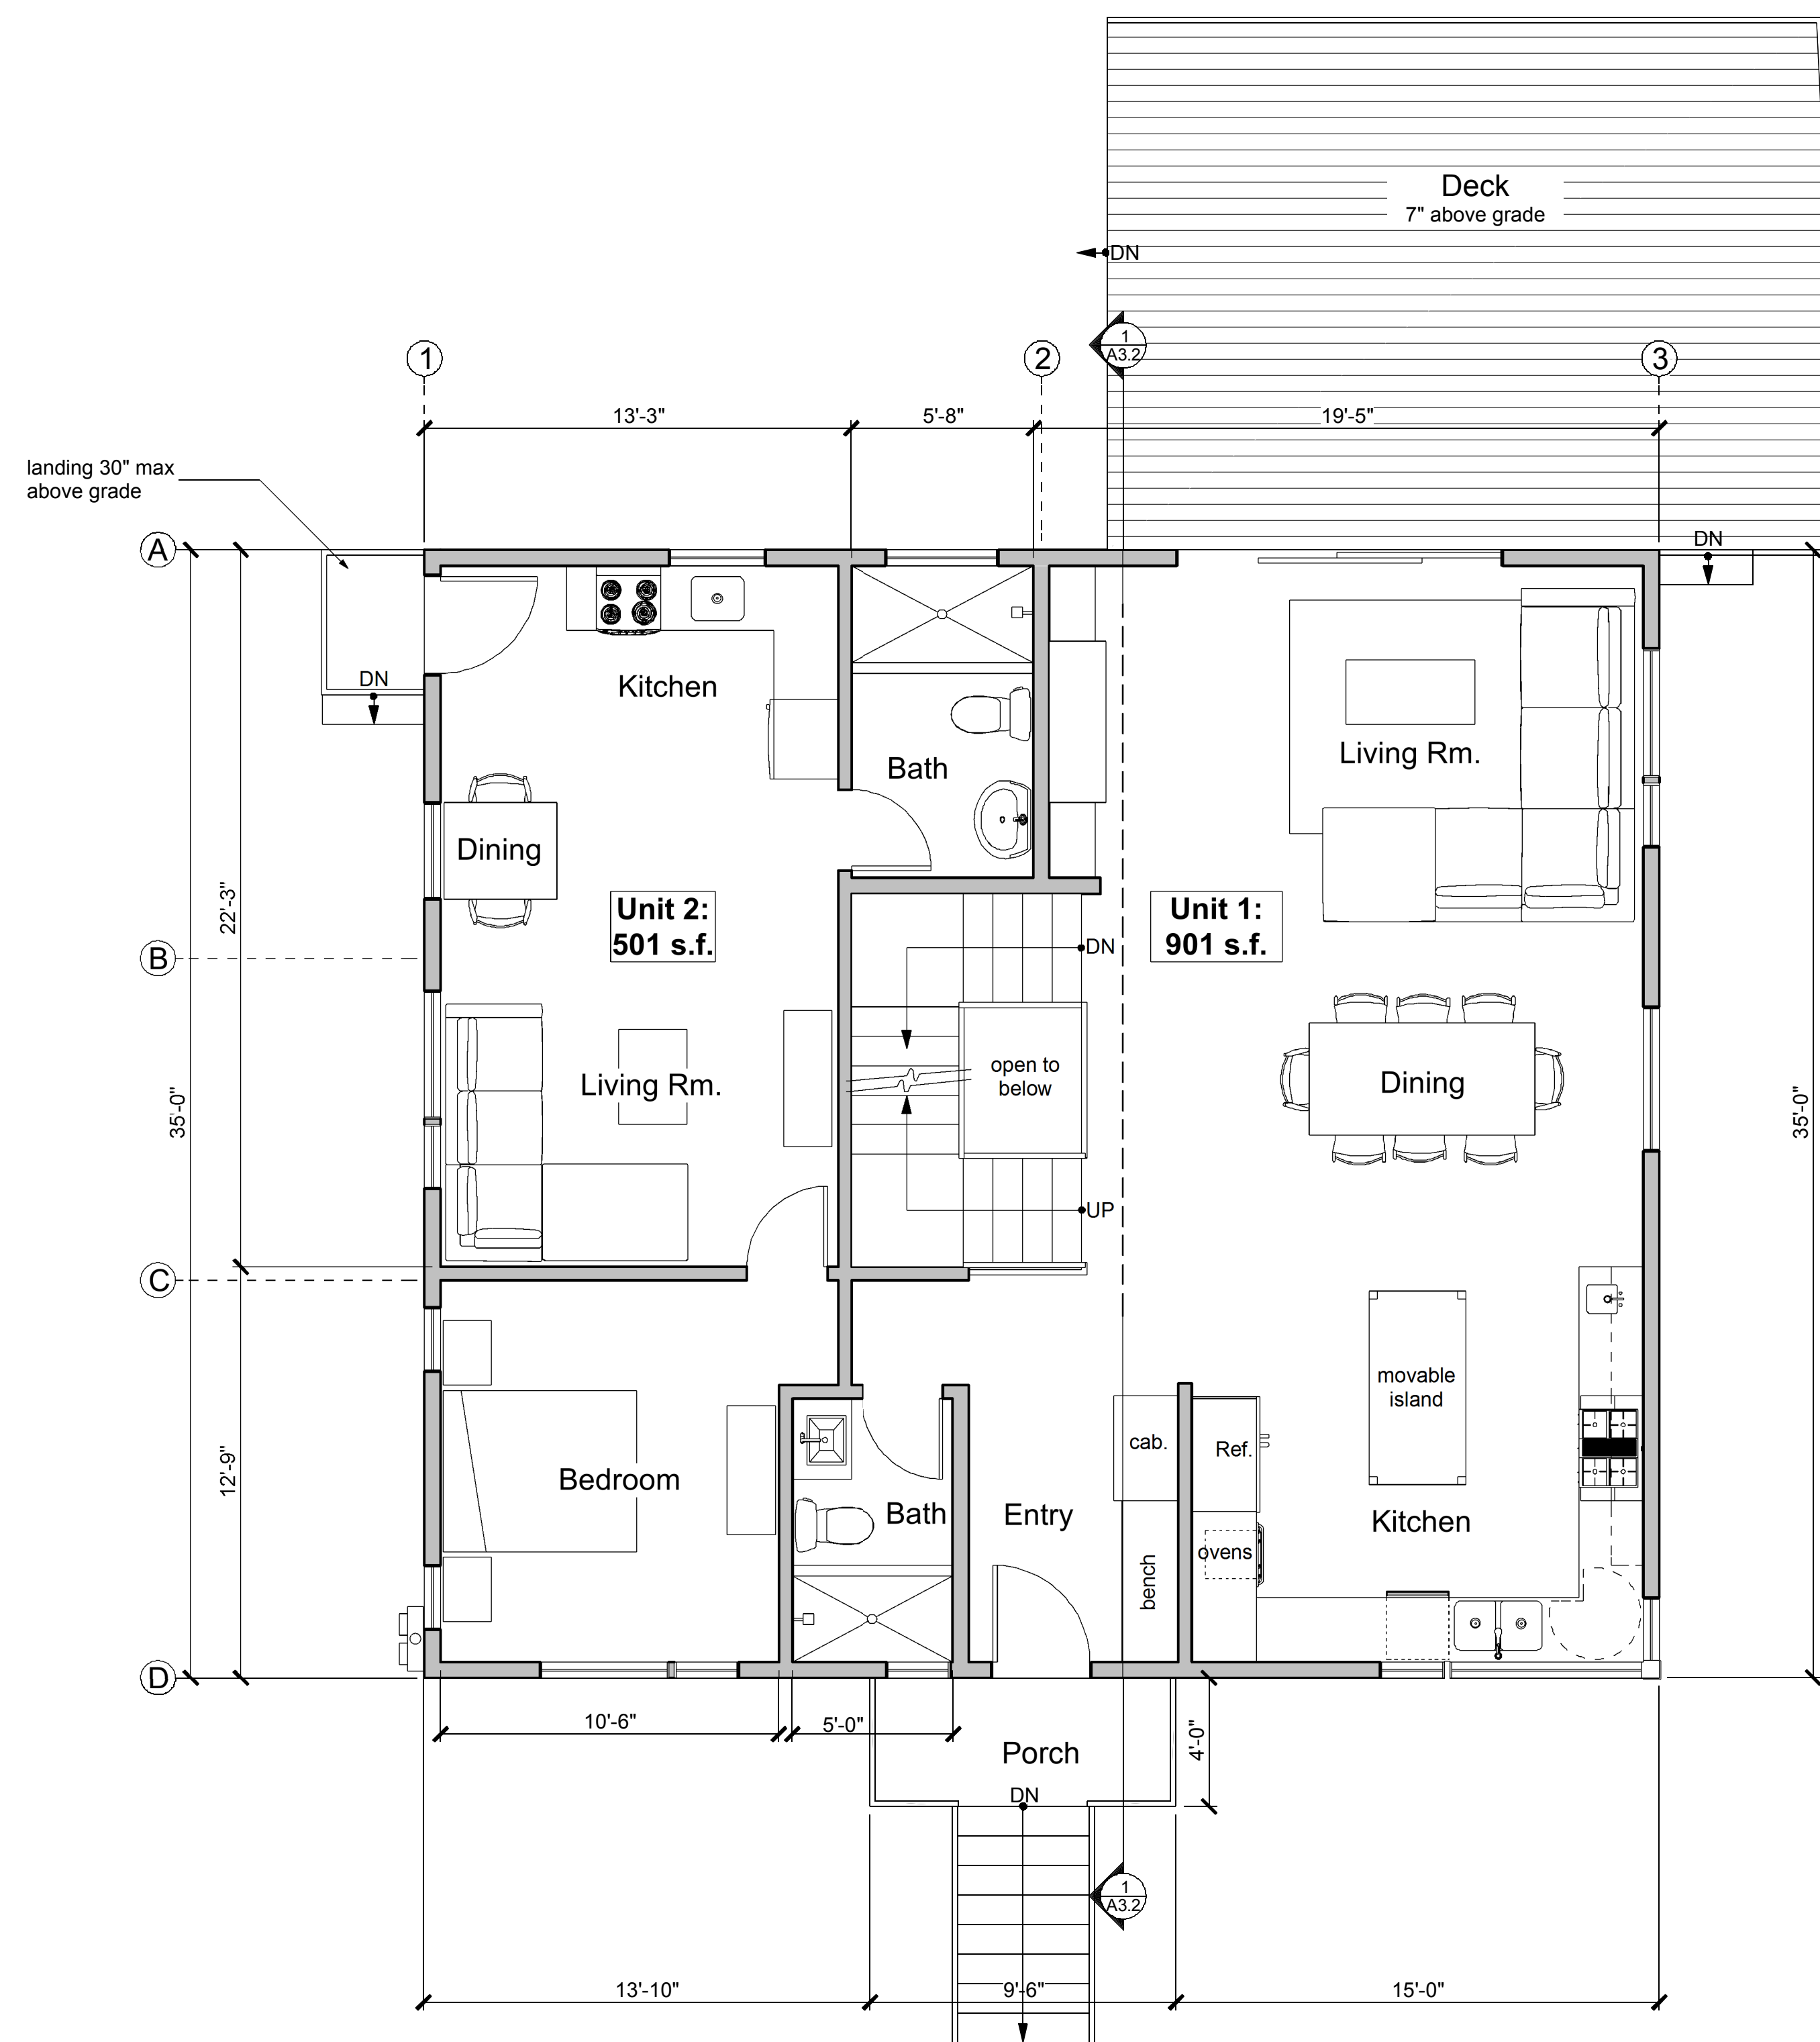 Deck
7" above grade
DN
1
A3.2
1
2
3
13'-3"
5'-8"
19'-5"
landing 30" max
above grade
A
DN
DN
Kitchen
Living Rm.
Bath
Dining
Unit 2:
501 s.f.
Unit 1:
901 s.f.
22'-3"
B
DN
open to
below
Living Rm.
Dining
35'-0"
35'-0"
UP
C
movable
island
cab.
Ref.
12'-9"
Bedroom
Bath
Entry
Kitchen
ovens
bench
D
10'-6"
5'-0"
4'-0"
Porch
DN
1
A3.2
13'-10"
9'-6"
15'-0"